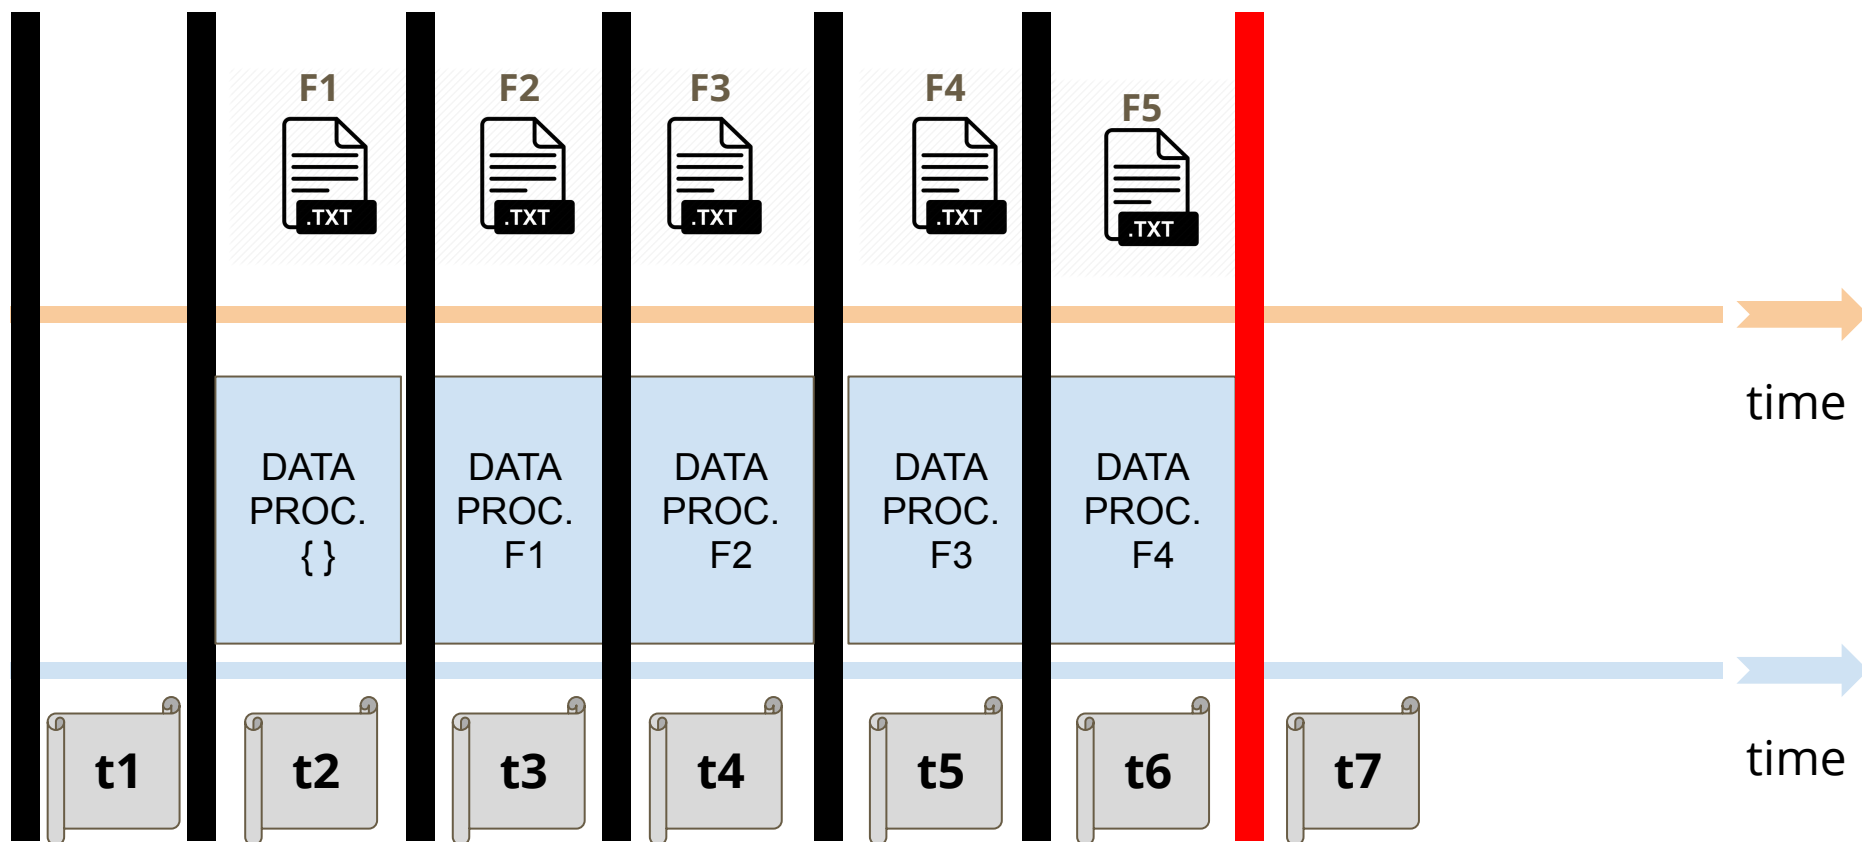 F1
F2
F3
F4
F5
.TXT
.TXT
.TXT
.TXT
.TXT
time
DATA
PROC.
{ }
DATA
PROC.
F1
DATA
PROC.
F2
DATA
PROC.
F3
DATA
PROC.
F4
t1
t2
t3
t4
t5
t6
t7
time